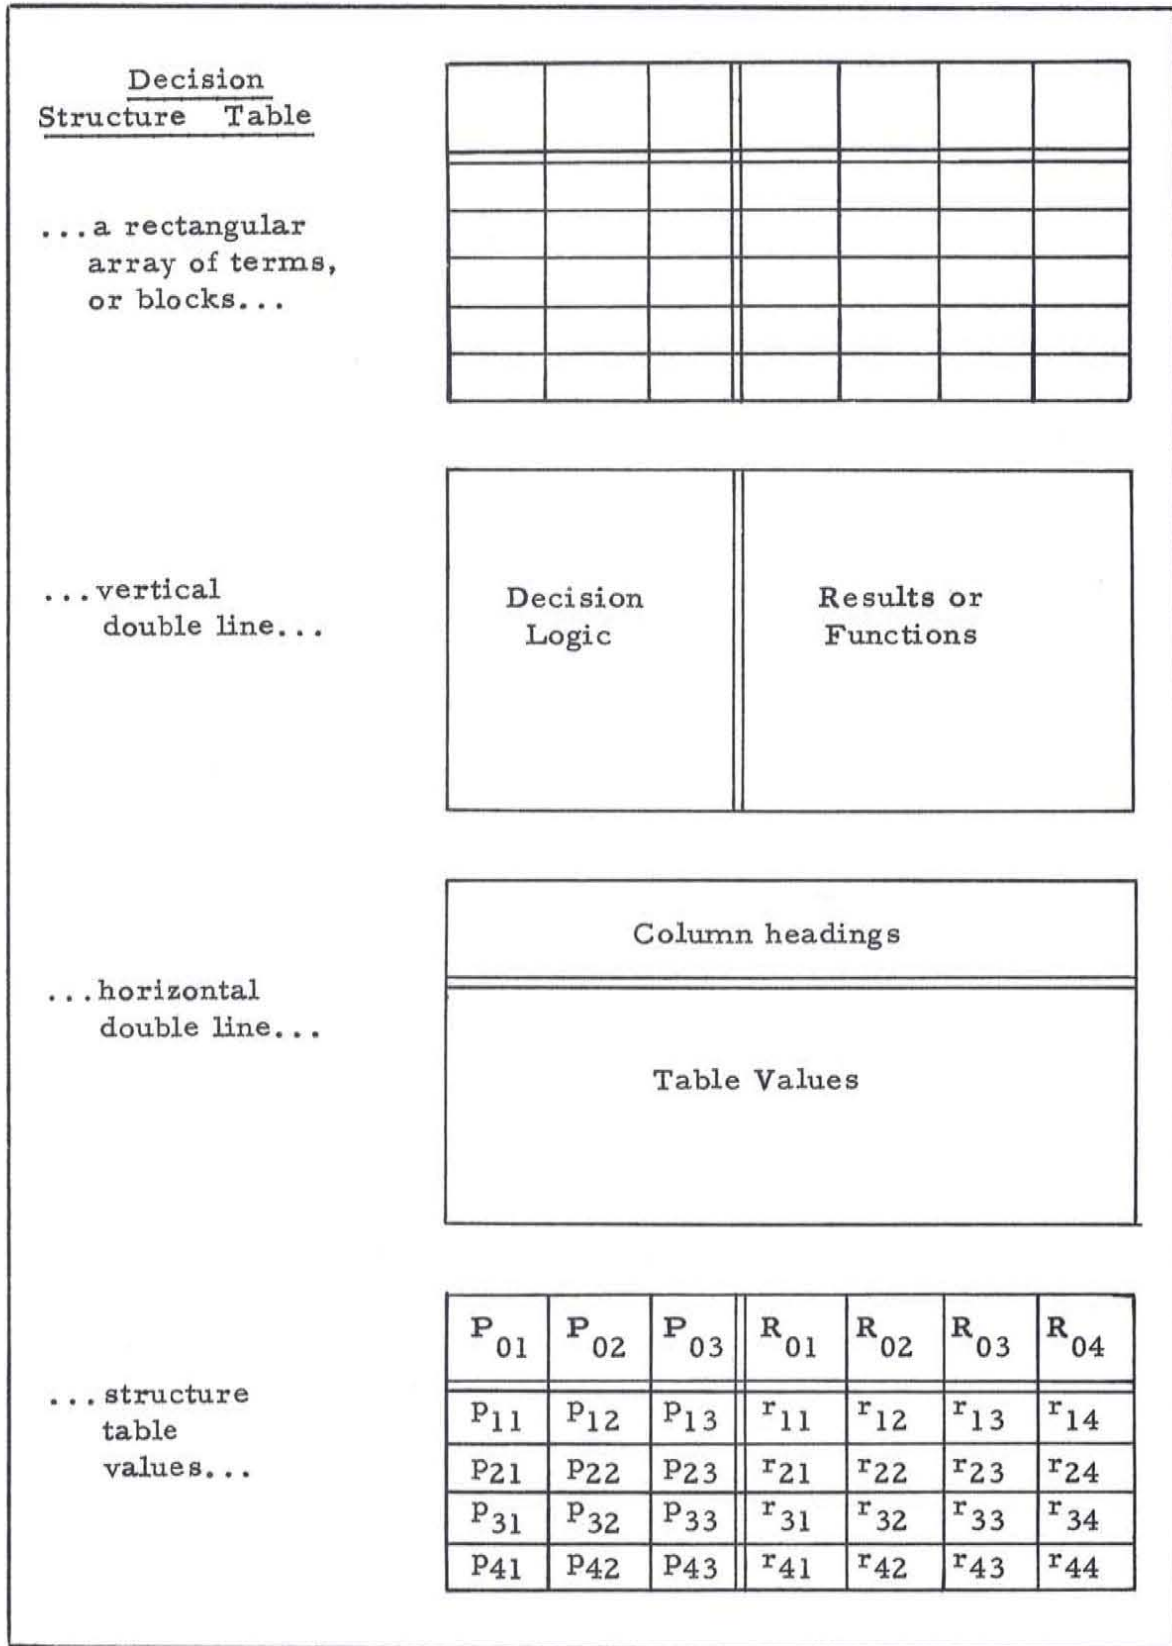 Decision
Structure Table
...a rectangular
array of terms,
or blocks...
...vertical
double line...
Decision
Logic
Results or
Functions
...horizontal
double line...
Column headings
Table Values
...structure
table
values...
P01 P02 P03 R01 R02 R03 R04
p11 p12 p13 r11 r12 r13 r14
p21 p22 p23 r21 r22 r23 r24
p31 p32 p33 r31 r32 r33 r34
p41 p42 p43 r41 r42 r43 r44